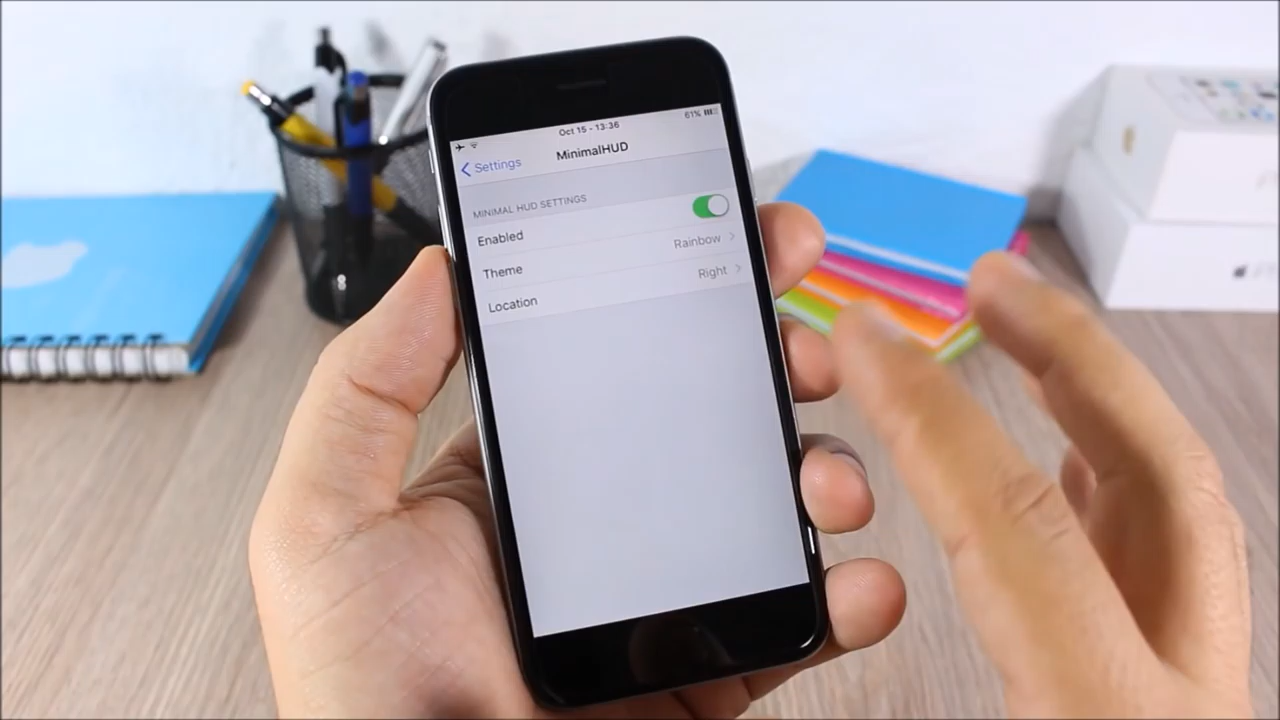 61%
Oct 15 - 13:36
Settings
MinimalHUD
MINIMAL HUD SETTINGS
Enabled
Theme Rainbow
Location Right